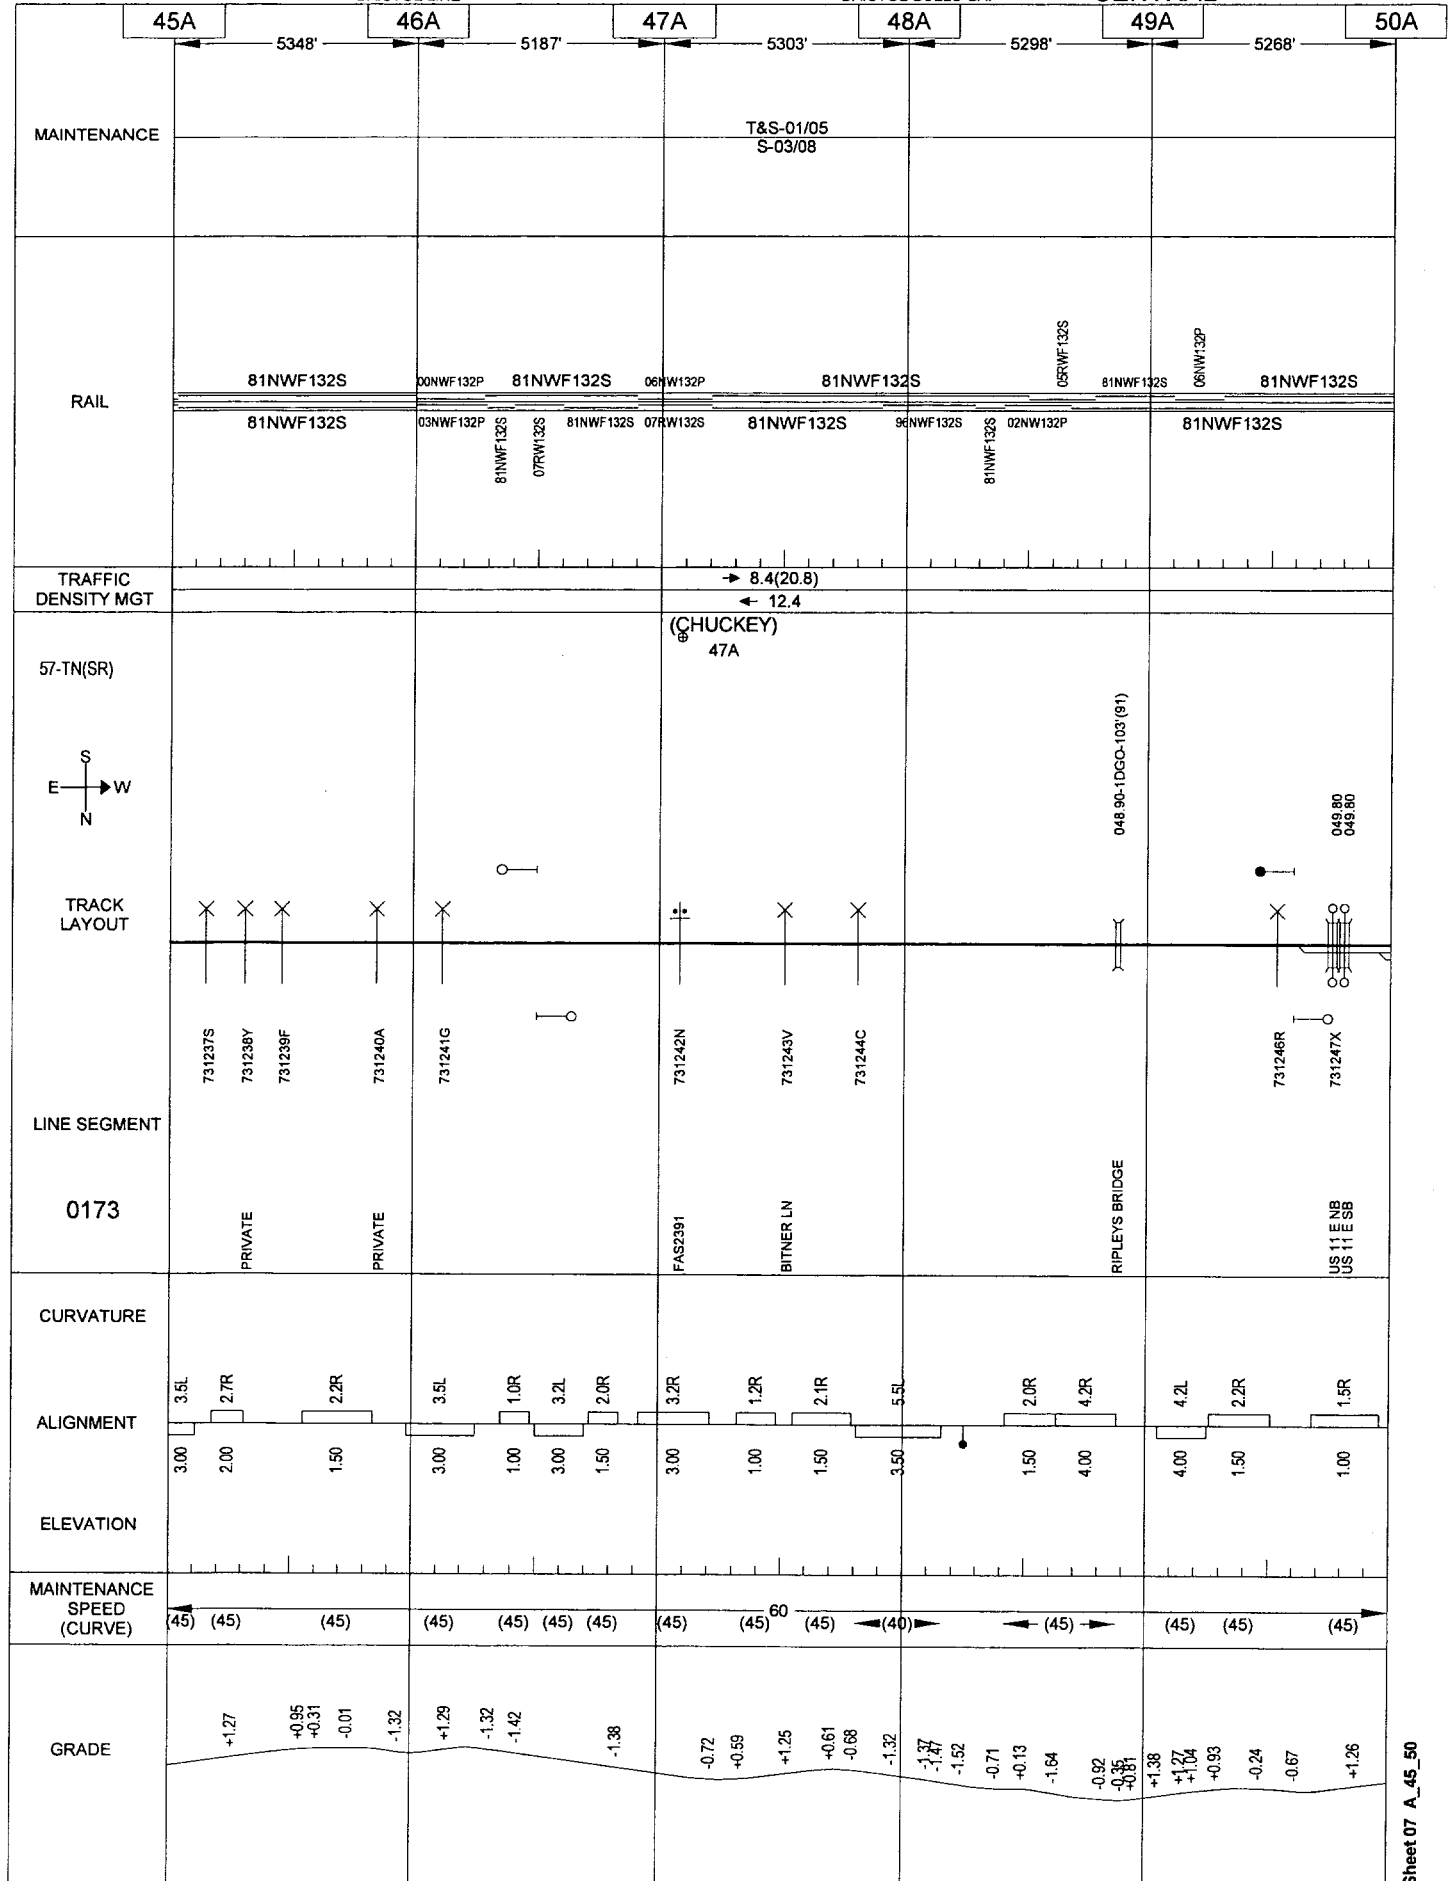 45A 46A 47A 48A 49A 50A
5348' 5187' 5303' 5298' 5268'
MAINTENANCE
T&S-01/05
S-03/08
RAIL
81NWF132S 00NWF132P 81NWF132S 06NW132P 81NWF132S 05RWF132S 81NWF132S 06NW132P 81NWF132S
81NWF132S 03NWF132P 81NWF132S 07RW132S 81NWF132S 07RW132S 81NWF132S 96NWF132S 81NWF132S 02NW132P 81NWF132S
TRAFFIC
DENSITY MGT
8.4(20.8)
12.4
(CHUCKEY)
47A
57-TN(SR)
S
E W
N
048.90-1DGO-103'(91)
049.80
049.80
TRACK
LAYOUT
731237S 731238Y 731239F 731240A 731241G 731242N 731243V 731244C 731246R 731247X
LINE SEGMENT
0173
PRIVATE PRIVATE FAS2391 BITNER LN RIPLEYS BRIDGE US 11 E NB
US 11 E SB
CURVATURE
3.5L 2.7R 2.2R 3.5L 1.0R 3.2L 2.0R 3.2R 1.2R 2.1R 5.5L 2.0R 4.2R 4.2L 2.2R 1.5R
ALIGNMENT
3.00 2.00 1.50 3.00 1.00 3.00 1.50 3.00 1.00 1.50 3.50 1.50 4.00 4.00 1.50 1.00
ELEVATION
MAINTENANCE
SPEED
(CURVE)
60
(45) (45) (45) (45) (45) (45) (45) (45) (45) (45) (40) (45) (45) (45) (45)
GRADE
+1.27 +0.95 +0.31 -0.01 -1.32 +1.29 -1.32 -1.42 -1.38 -0.72 +0.59 +1.25 +0.61 -0.68 -1.32 -1.37 -1.47 -1.52 -0.71 +0.13 -1.64 -0.92 -0.35 +0.81 +1.38 +1.27 +1.04 +0.93 -0.24 -0.67 +1.26
Sheet 07 A_45_50